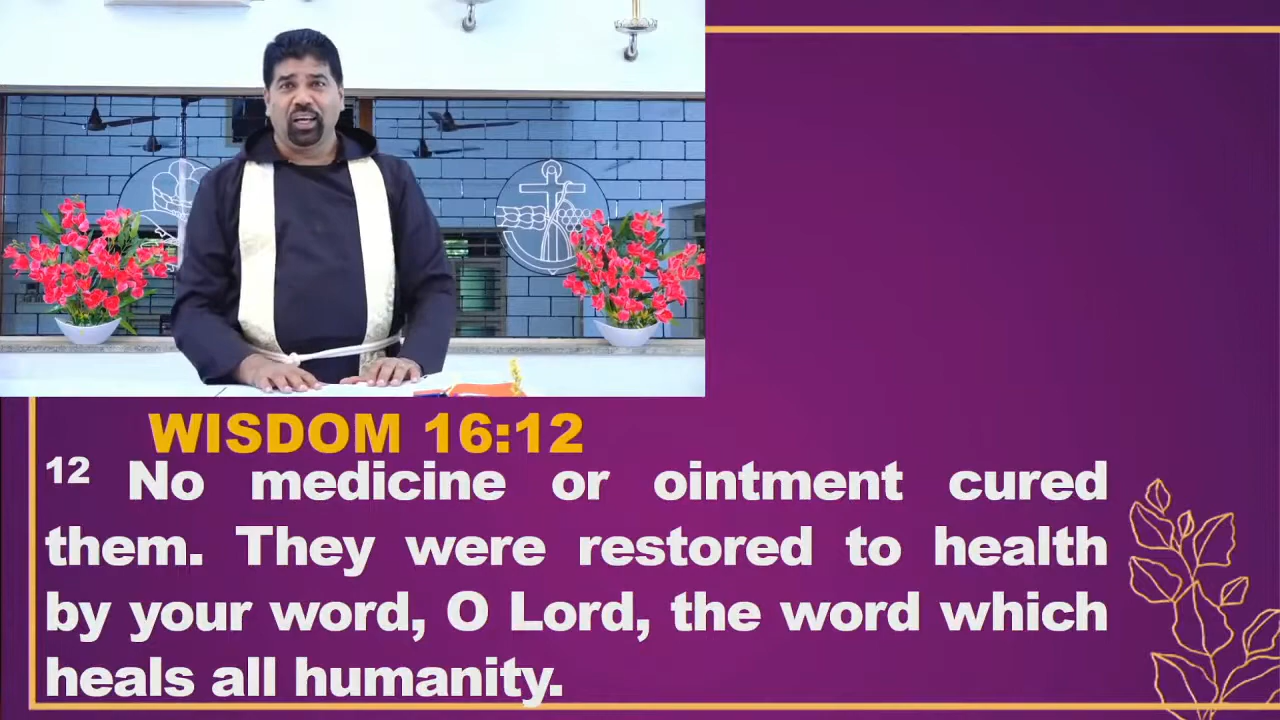 WISDOM 16:12
12 No medicine or ointment cured
them. They were restored to health
by your word, O Lord, the word which
heals all humanity.